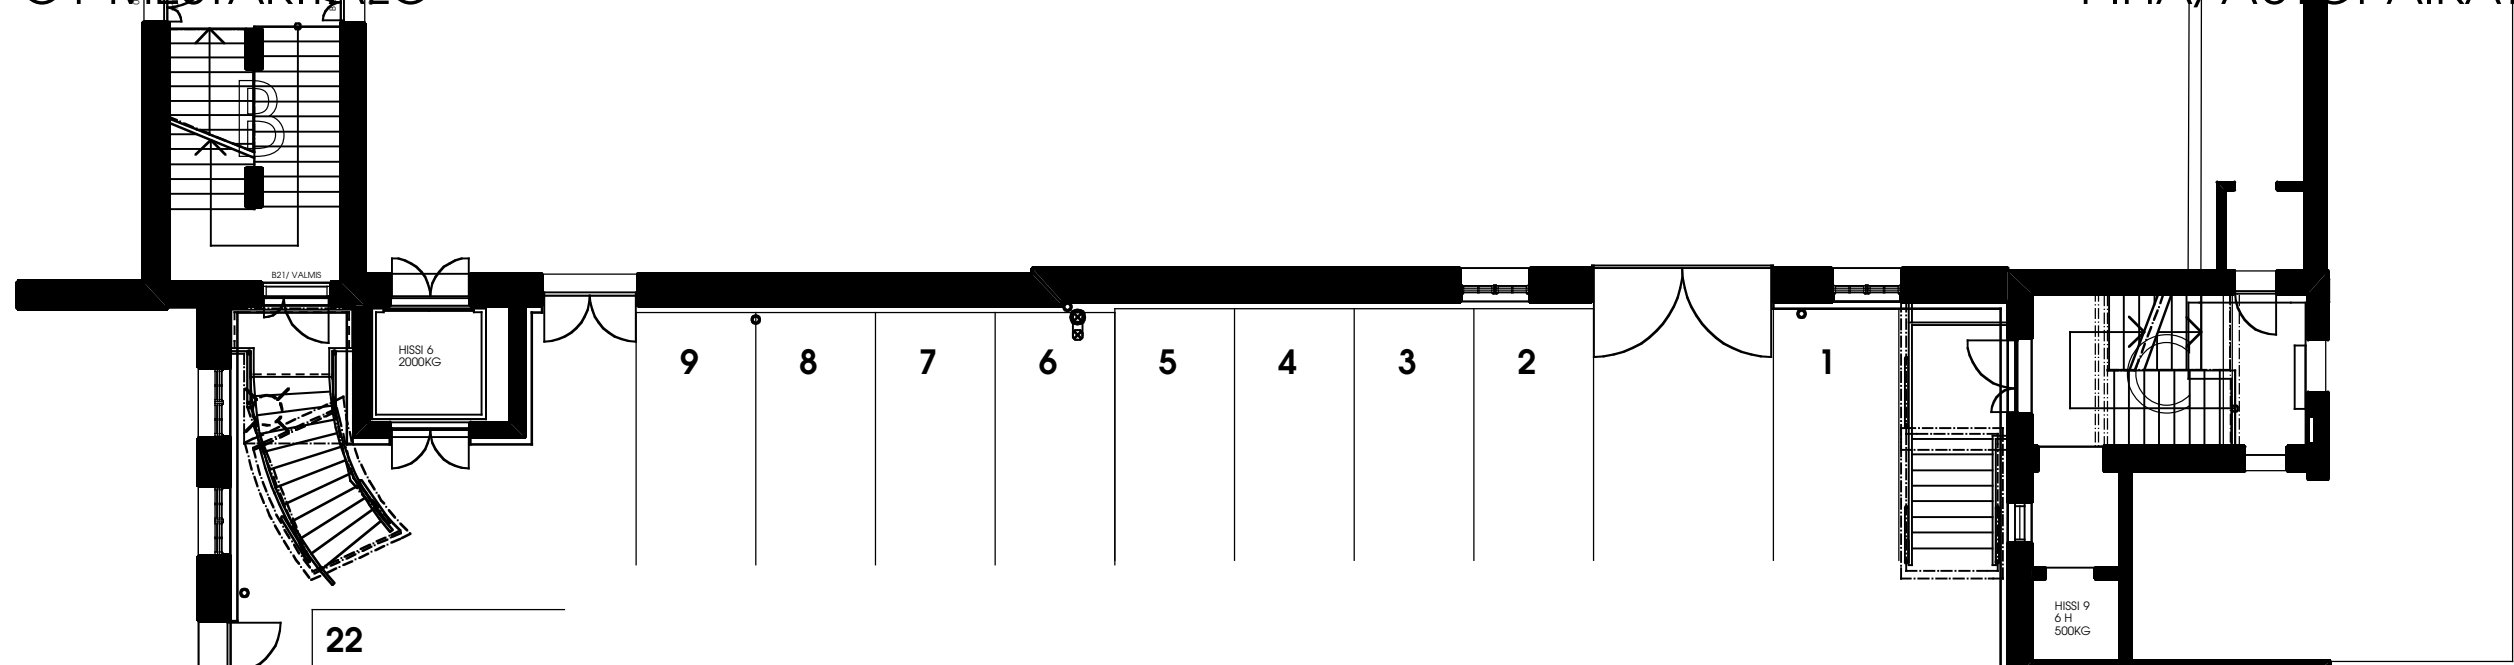 B
B21/ VALMIS
HISSI 6
2000KG
9
8
7
6
5
4
3
2
1
C
HISSI 9
6 H
500KG
22